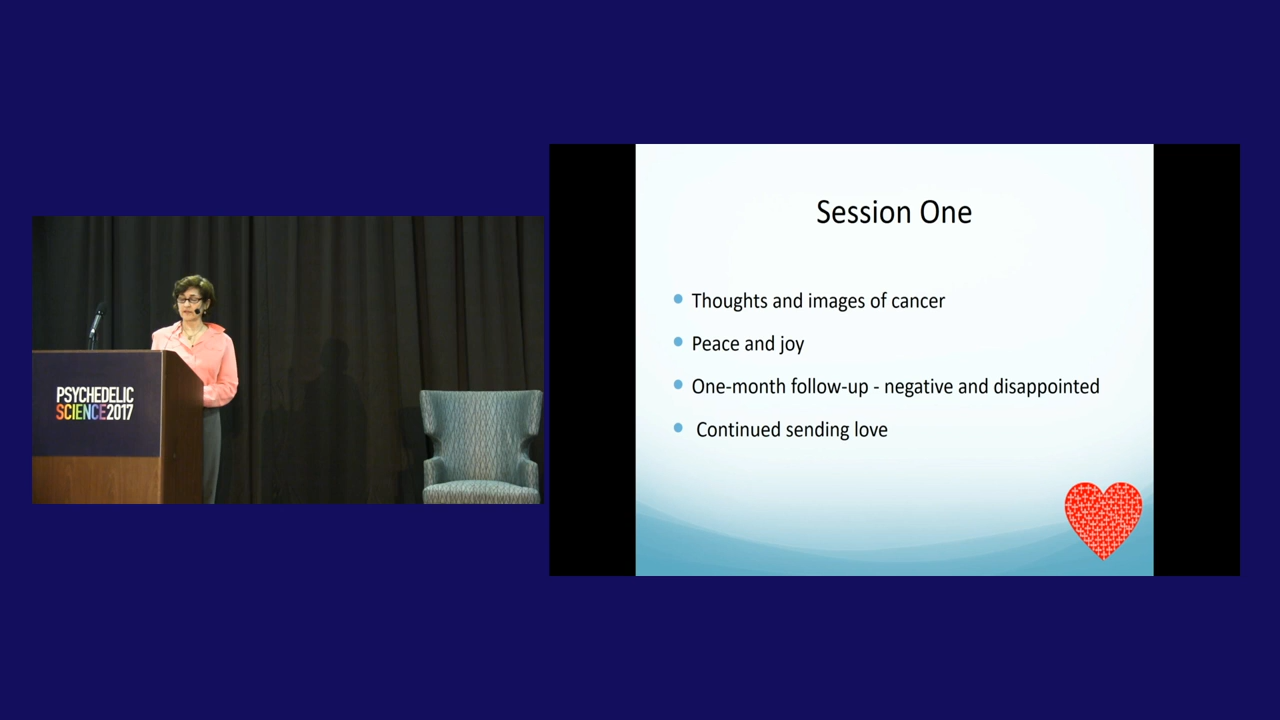 PSYCHEDELIC
SCIENCE2017
Session One
Thoughts and images of cancer
Peace and joy
One-month follow-up - negative and disappointed
Continued sending love